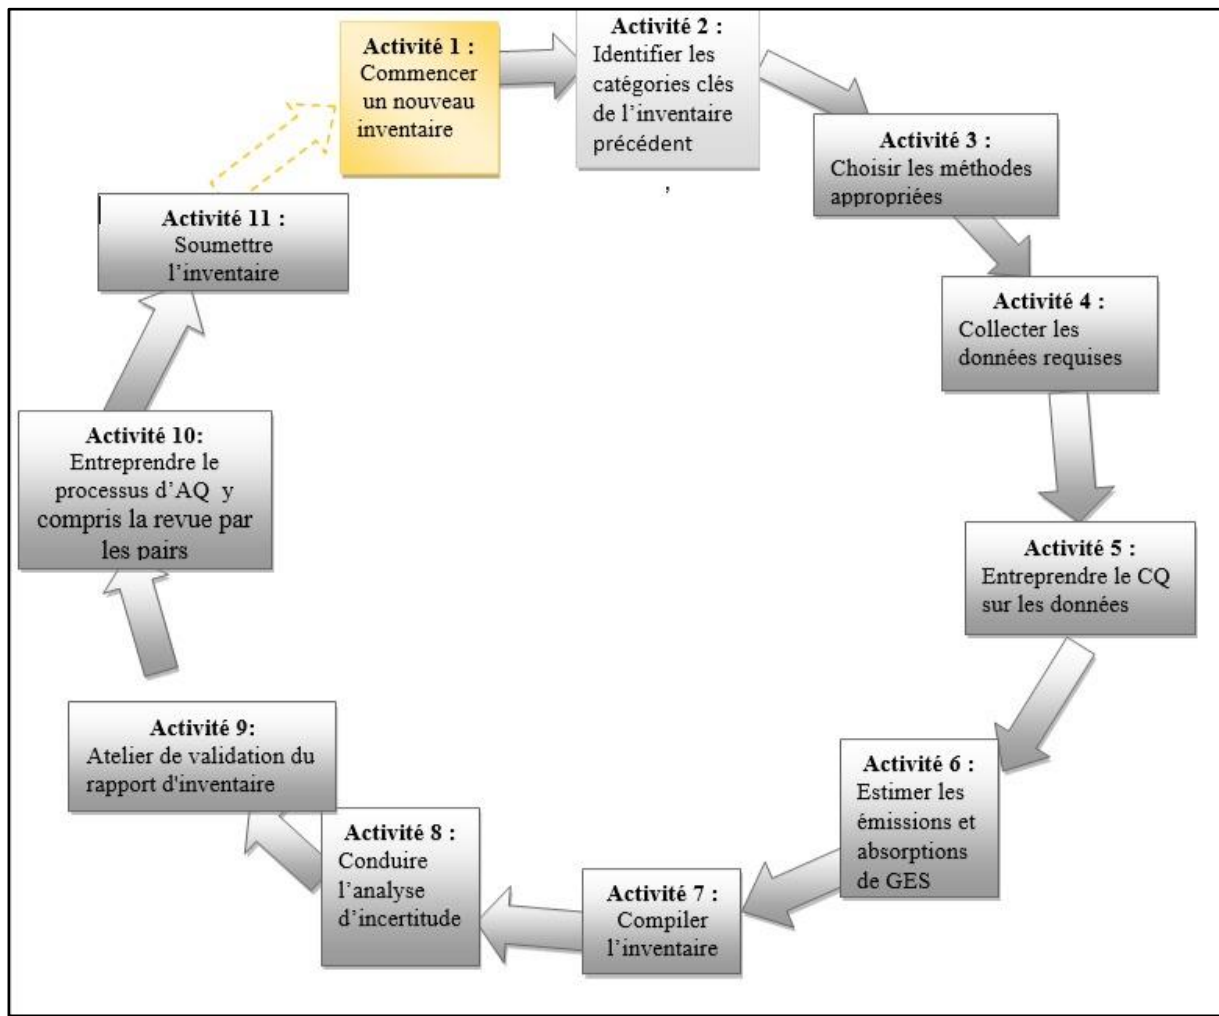 Activité 1 :
Commencer
un nouveau
inventaire
Activité 2 :
Identifier les
catégories clés
de l’inventaire
précédent
,
Activité 3 :
Choisir les méthodes
appropriées
Activité 4 :
Collecter les
données requises
Activité 5 :
Entreprendre le CQ
sur les données
Activité 6 :
Estimer les
émissions et
absorptions
de GES
Activité 7 :
Compiler
l’inventaire
Activité 8 :
Conduire
l’analyse
d’incertitude
Activité 9:
Atelier de validation du
rapport d'inventaire
Activité 10:
Entreprendre le
processus d’AQ y
compris la revue par
les pairs
Activité 11 :
Soumettre
l’inventaire